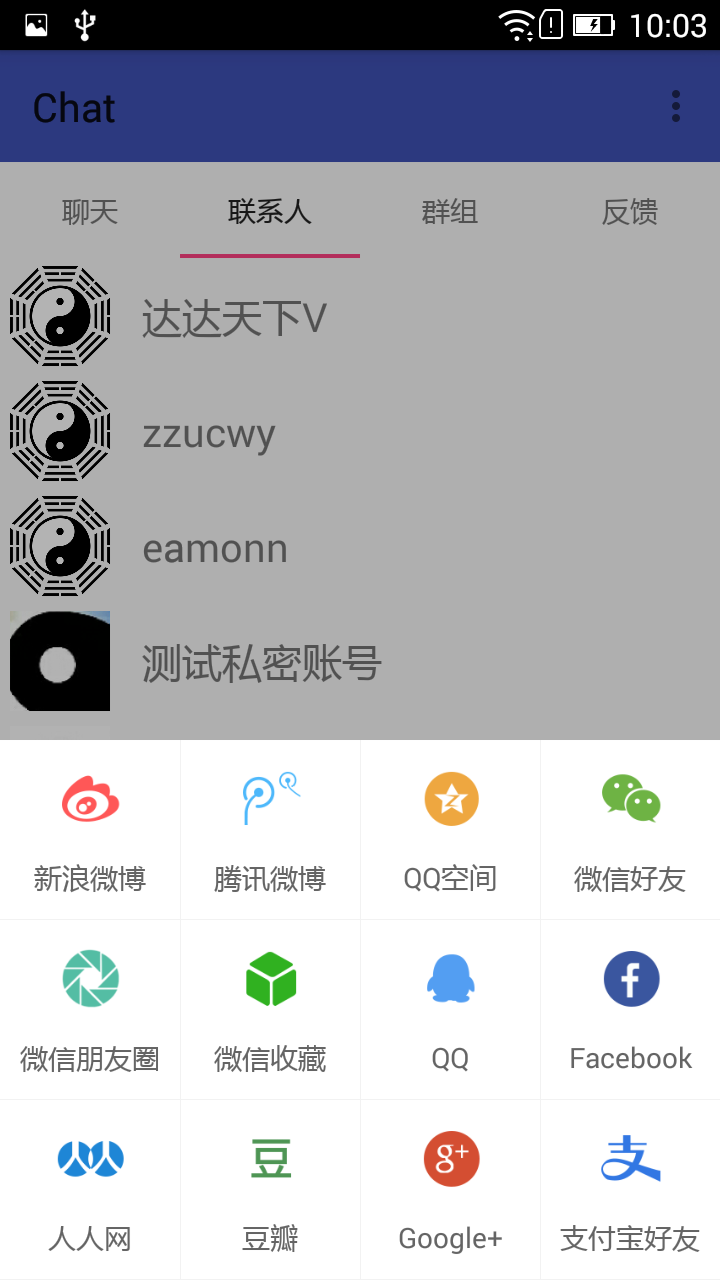 10:03
Chat
聊天 联系人 群组 反馈
达达天下V
zzucwy
eamonn
测试私密账号
新浪微博 腾讯微博 QQ空间 微信好友
微信朋友圈 微信收藏 QQ Facebook
人人网 豆瓣 Google+ 支付宝好友